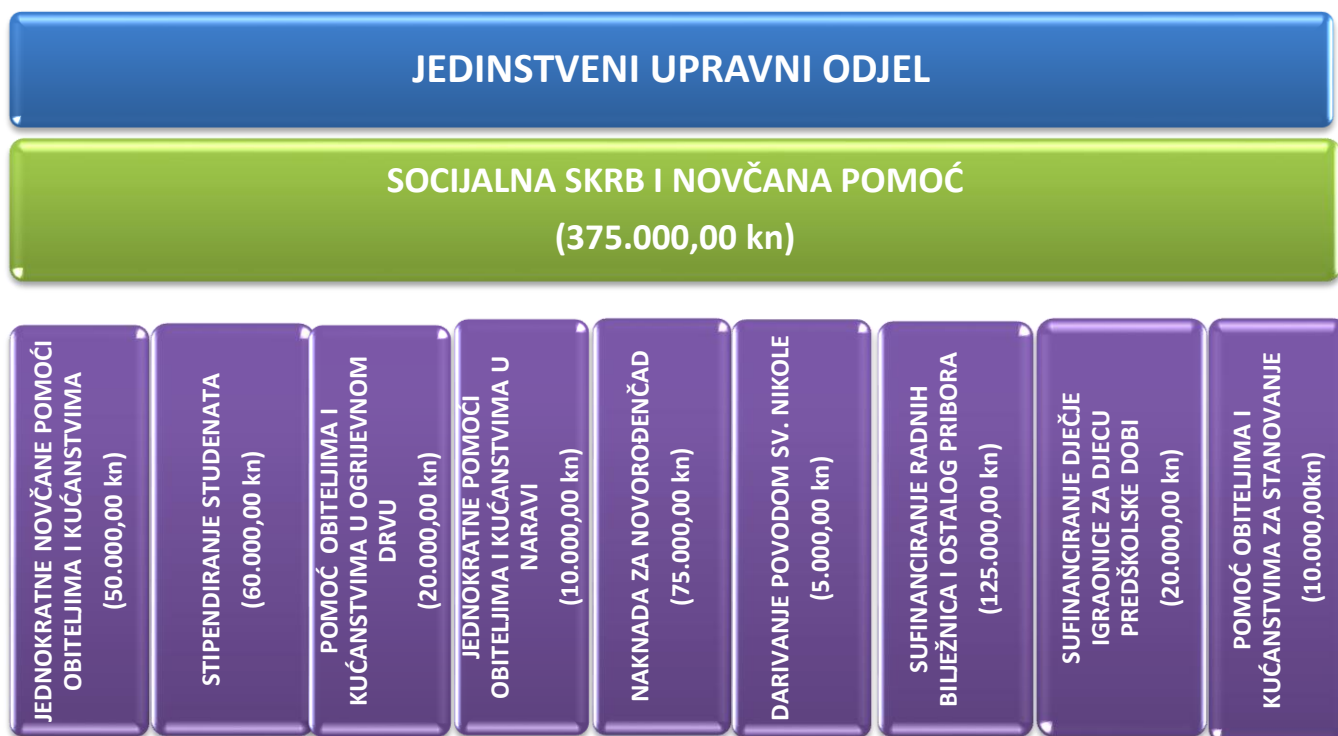 JEDINSTVENI UPRAVNI ODJEL
SOCIJALNA SKRB I NOVČANA POMOĆ
(375.000,00 kn)
JEDNOKRATNE NOVČANE POMOĆI
OBITELJIMA I KUĆANSTVIMA
(50.000,00 kn)
STIPENDIRANJE STUDENATA
(60.000,00 kn)
POMOĆ OBITELJIMA I
KUĆANSTVIMA U OGRIJEVNOM
DRVU
(20.000,00 kn)
JEDNOKRATNE POMOĆI
OBITELJIMA I KUĆANSTVIMA U
NARAVI
(10.000,00 kn)
NAKNADA ZA NOVOROĐENČAD
(75.000,00 kn)
DARIVANJE POVODOM SV. NIKOLE
(5.000,00 kn)
SUFINANCIRANJE RADNIH
BILJEŽNICA I OSTALOG PRIBORA
(125.000,00 kn)
SUFINANCIRANJE DJEČJE
IGRAONICE ZA DJECU
PREDŠKOLSKE DOBI
(20.000,00 kn)
POMOĆ OBITELJIMA I
KUĆANSTVIMA ZA STANOVANJE
(10.000,00kn)